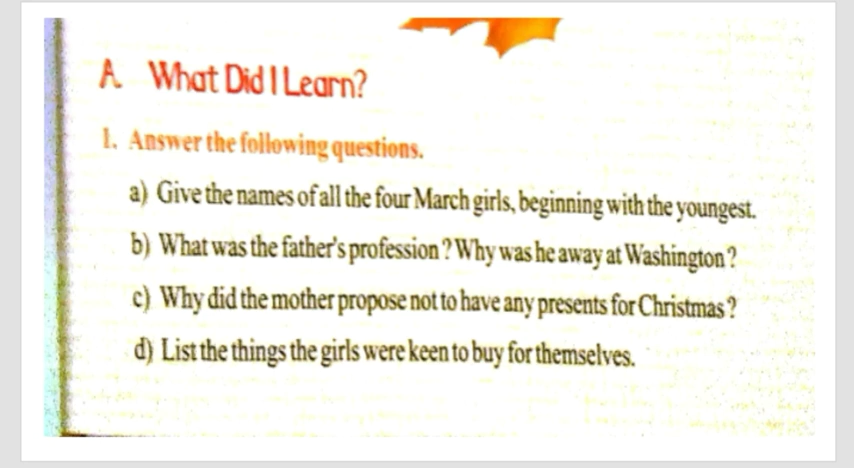 A. What Did I Learn?
1. Answer the following questions.
a) Give the names of all the four March girls, beginning with the youngest.
b) What was the father's profession? Why was he away at Washington?
c) Why did the mother propose not to have any presents for Christmas?
d) List the things the girls were keen to buy for themselves.